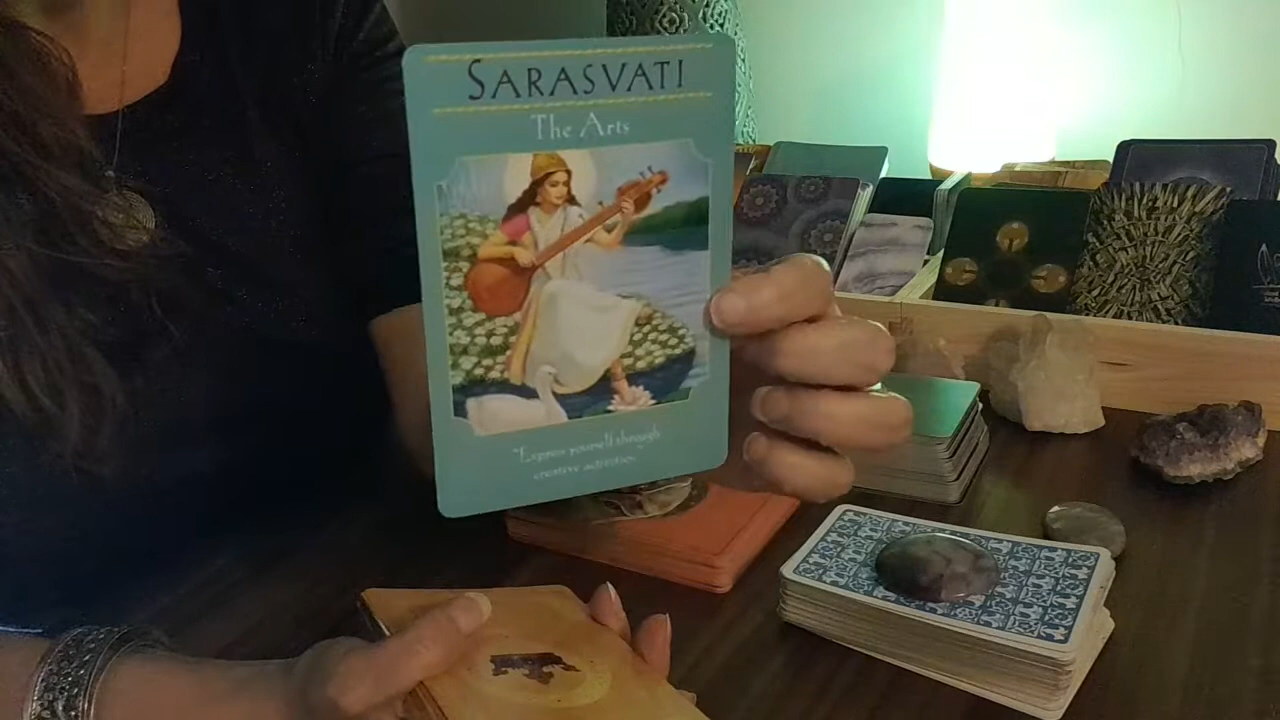 SARASVATI
The Arts
"Express yourself through
creative activities."